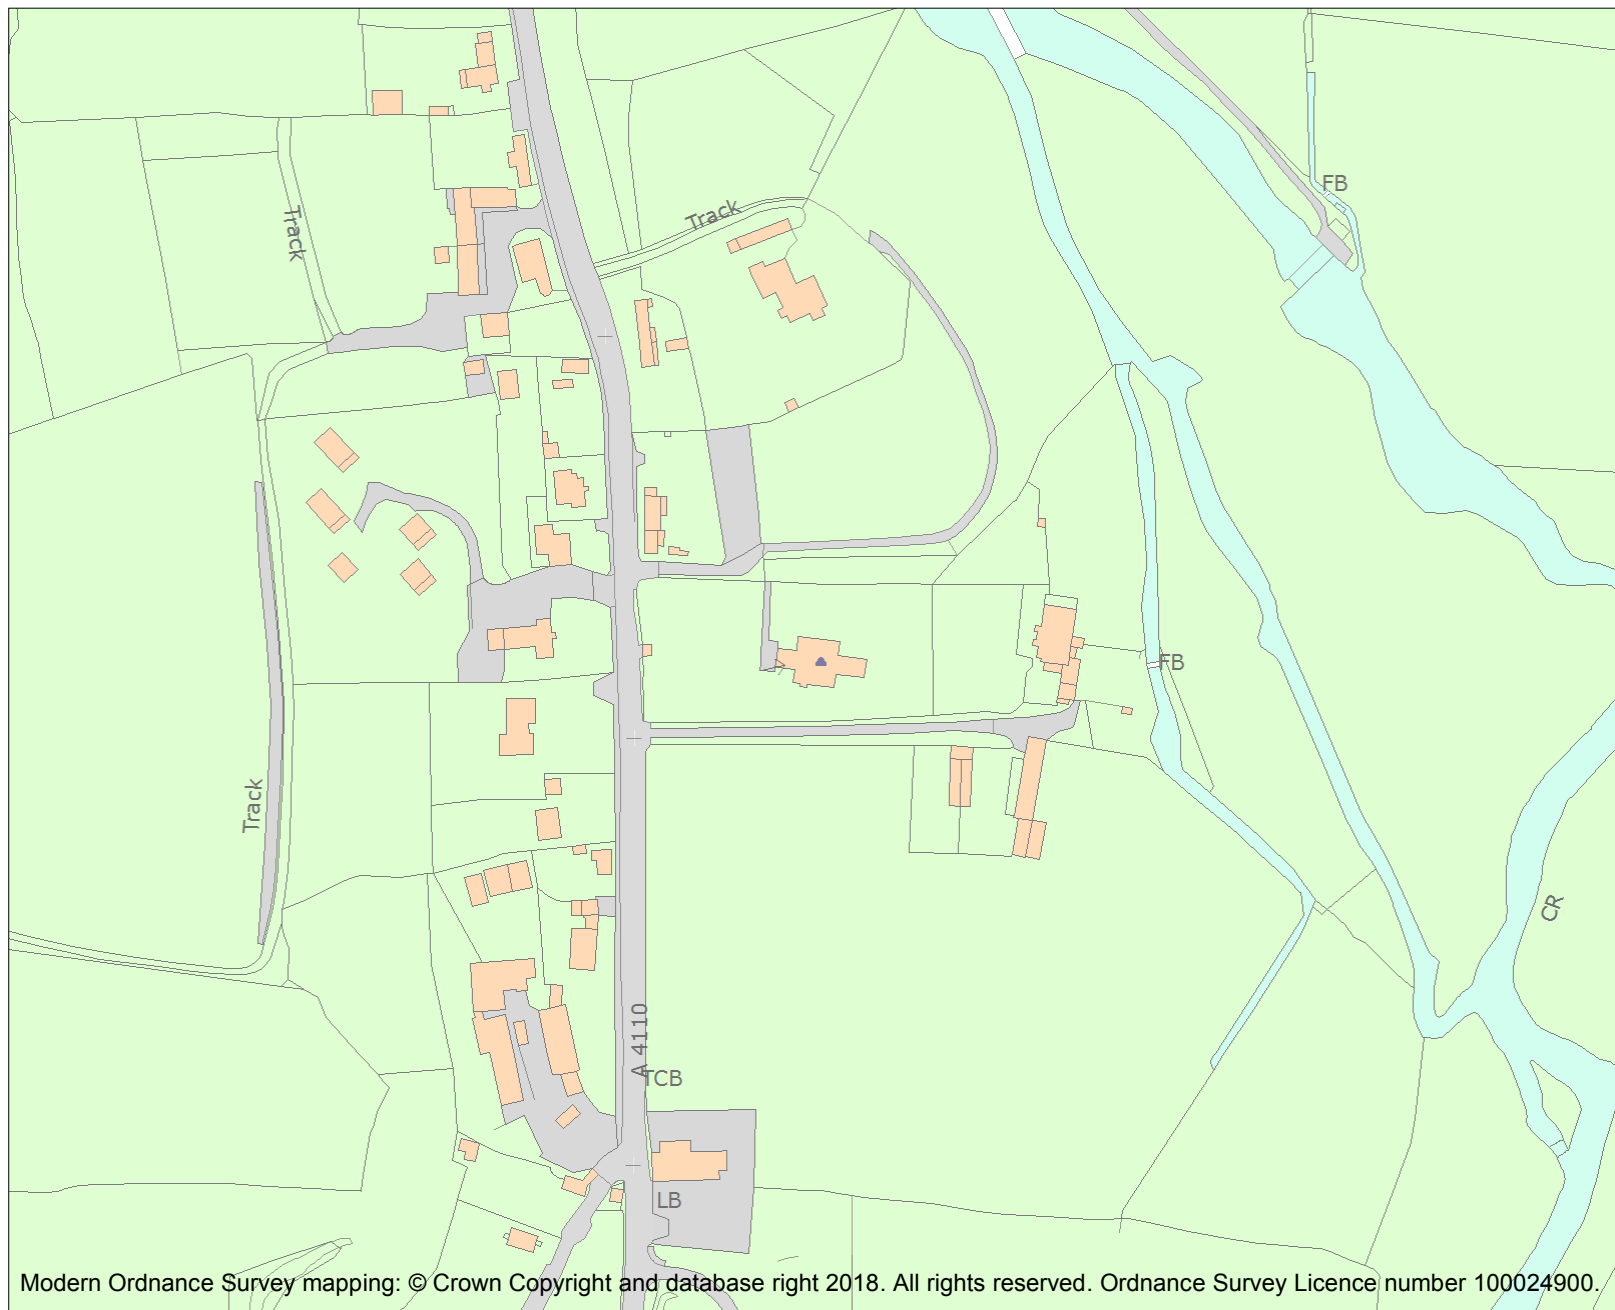 FB
Track
Track
FB
Track
CR
A 4110
TCB
LB
Modern Ordnance Survey mapping: © Crown Copyright and database right 2018. All rights reserved. Ordnance Survey Licence number 100024900.